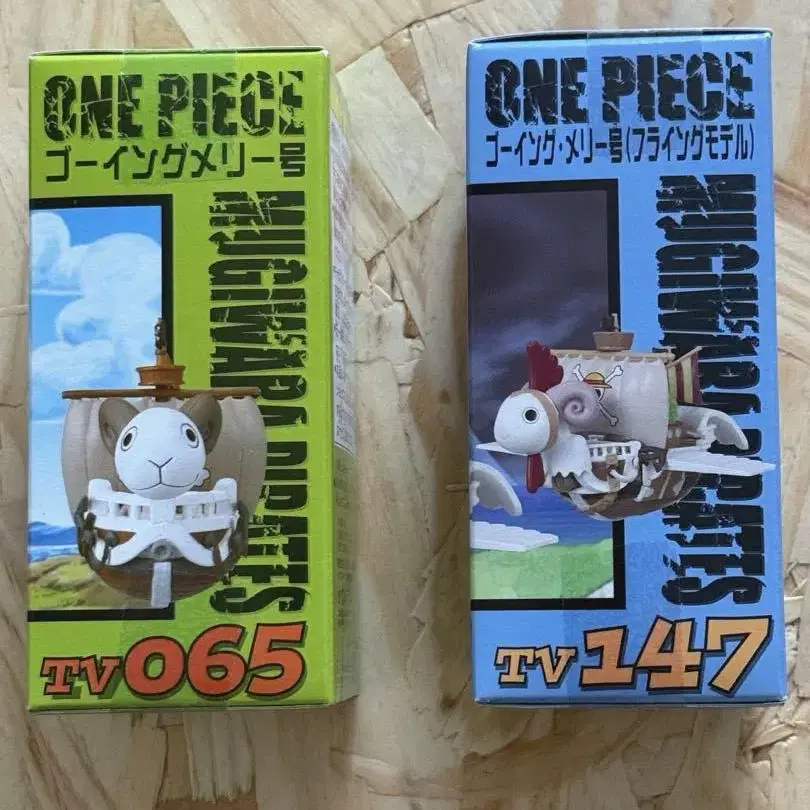 ONE PIECE
ゴーイングメリー号
MUGIWARA PIRATES
TV065
ONE PIECE
ゴーイング・メリー号(フライングモデル)
MUGIWARA PIRATES
TV147